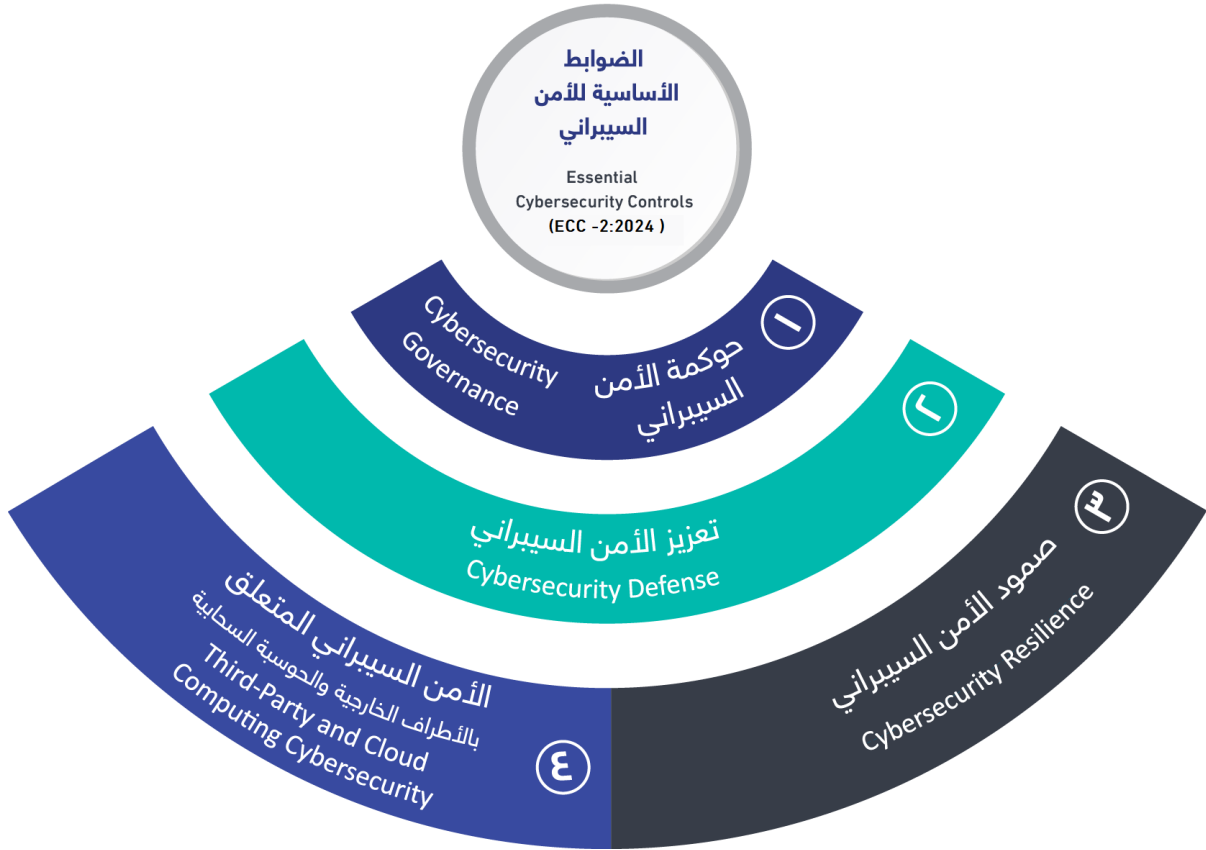 الضوابط
الأساسية للأمن
السيبراني
Essential
Cybersecurity Controls
(ECC -2:2024 )
١
حوكمة الأمن
السيبراني
Cybersecurity
Governance
٢
تعزيز الأمن السيبراني
Cybersecurity Defense
٣
صمود الأمن السيبراني
Cybersecurity Resilience
٤
الأمن السيبراني المتعلق
بالأطراف الخارجية والحوسبة السحابية
Third-Party and Cloud
Computing Cybersecurity